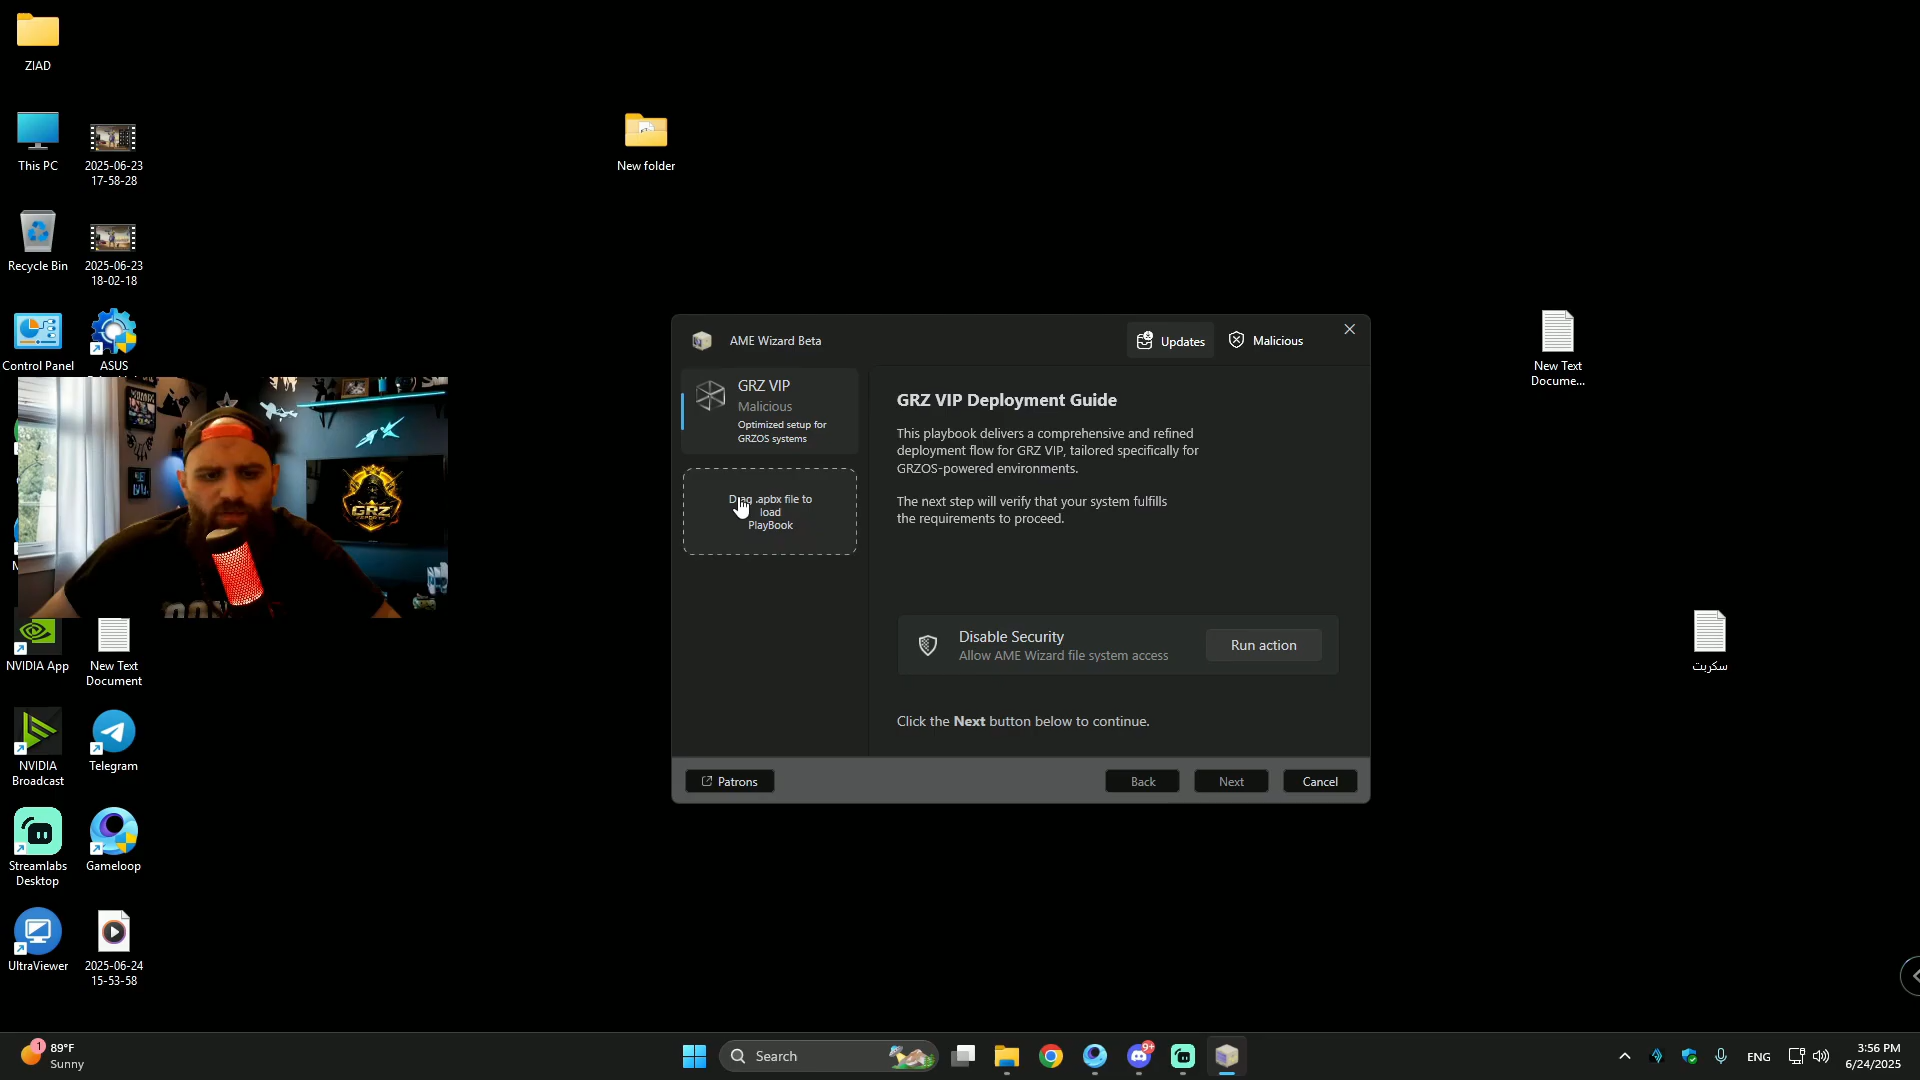 ZIAD
This PC
2025-06-23
17-58-28
New folder
Recycle Bin
2025-06-23
18-02-18
Control Panel
ASUS
New Text
Docume...
AME Wizard Beta
Updates
Malicious
GRZ VIP
Malicious
Optimized setup for
GRZOS systems
Drag .apbx file to
load
PlayBook
GRZ VIP Deployment Guide
This playbook delivers a comprehensive and refined
deployment flow for GRZ VIP, tailored specifically for
GRZOS-powered environments.
The next step will verify that your system fulfills
the requirements to proceed.
Disable Security
Allow AME Wizard file system access
Run action
Click the Next button below to continue.
Patrons
Back
Next
Cancel
GRZ
NVIDIA App
New Text
Document
سكربت
NVIDIA
Broadcast
Telegram
Streamlabs
Desktop
Gameloop
UltraViewer
2025-06-24
15-53-58
1
89°F
Sunny
Search
9+
ENG
3:56 PM
6/24/2025